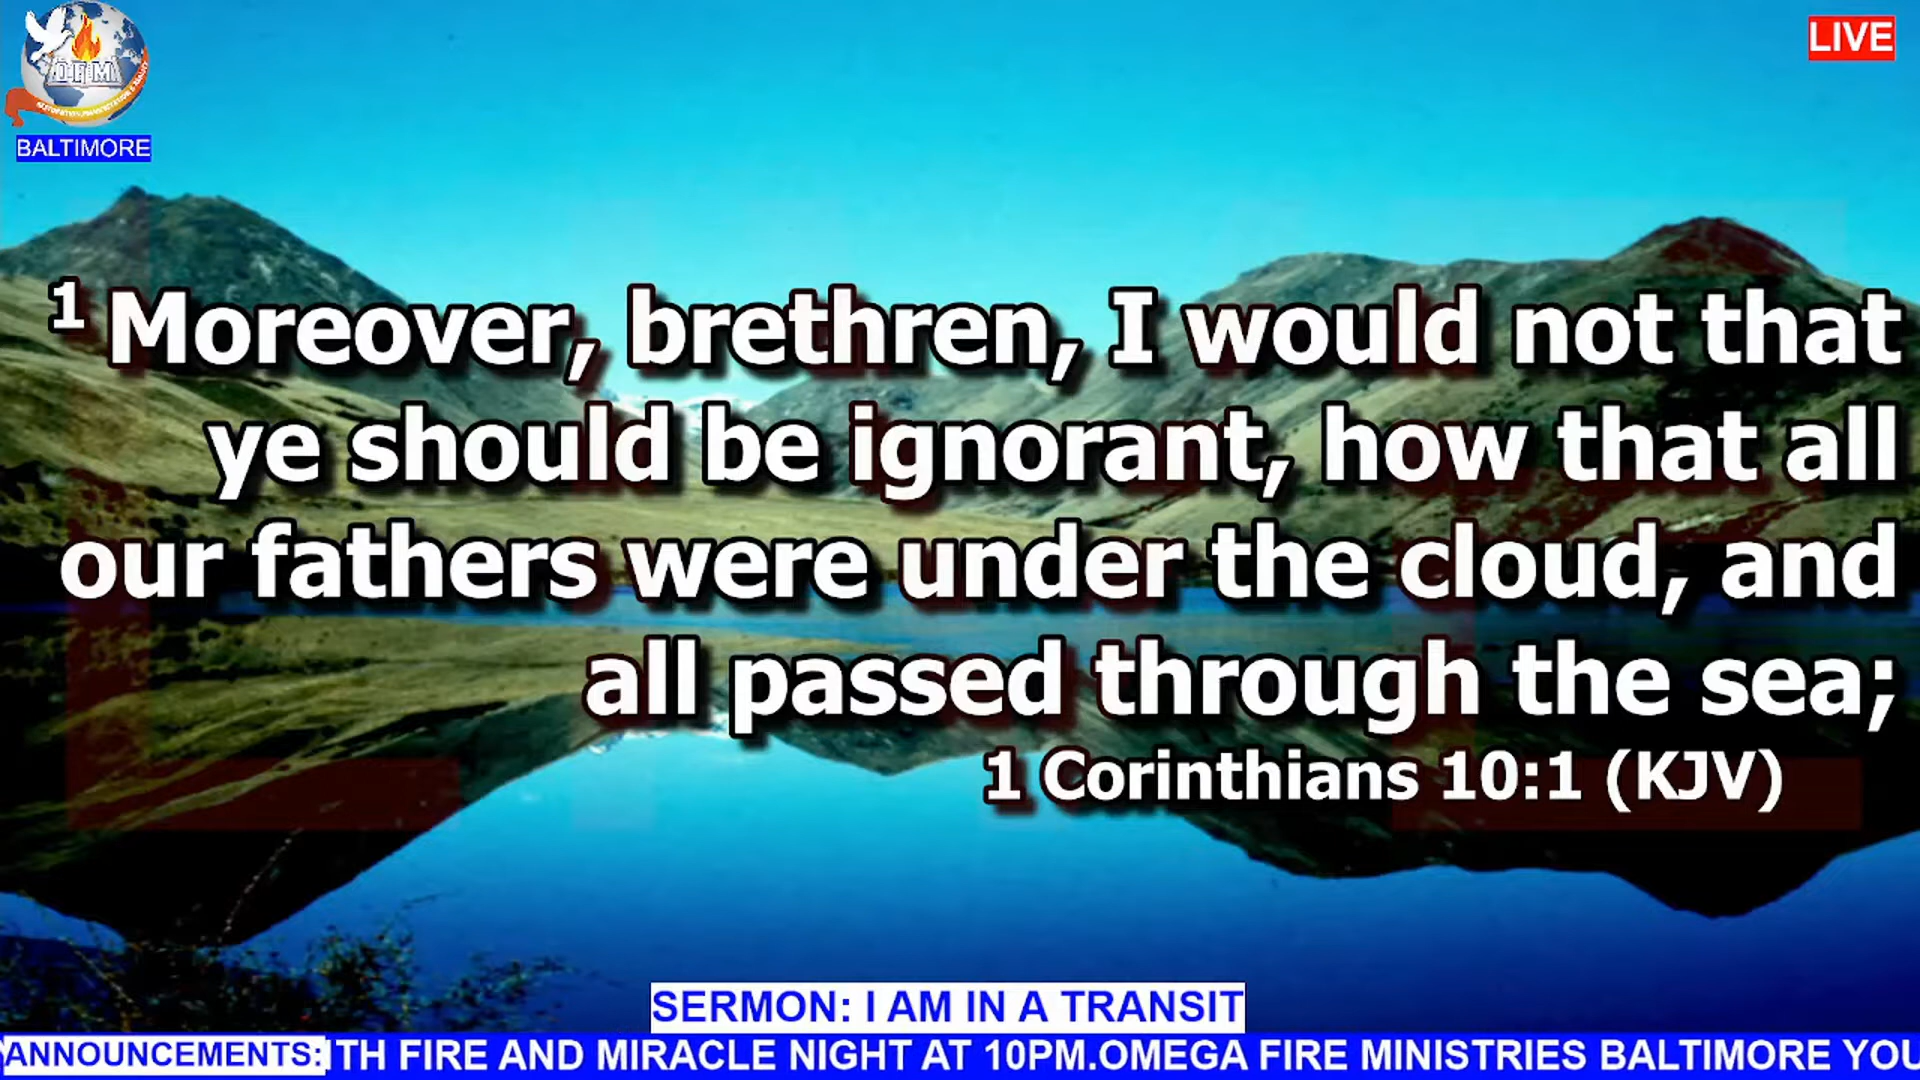 OFM
BALTIMORE
LIVE
1 Moreover, brethren, I would not that
ye should be ignorant, how that all
our fathers were under the cloud, and
all passed through the sea;
1 Corinthians 10:1 (KJV)
SERMON: I AM IN A TRANSIT
ANNOUNCEMENTS:ITH FIRE AND MIRACLE NIGHT AT 10PM.OMEGA FIRE MINISTRIES BALTIMORE YOU